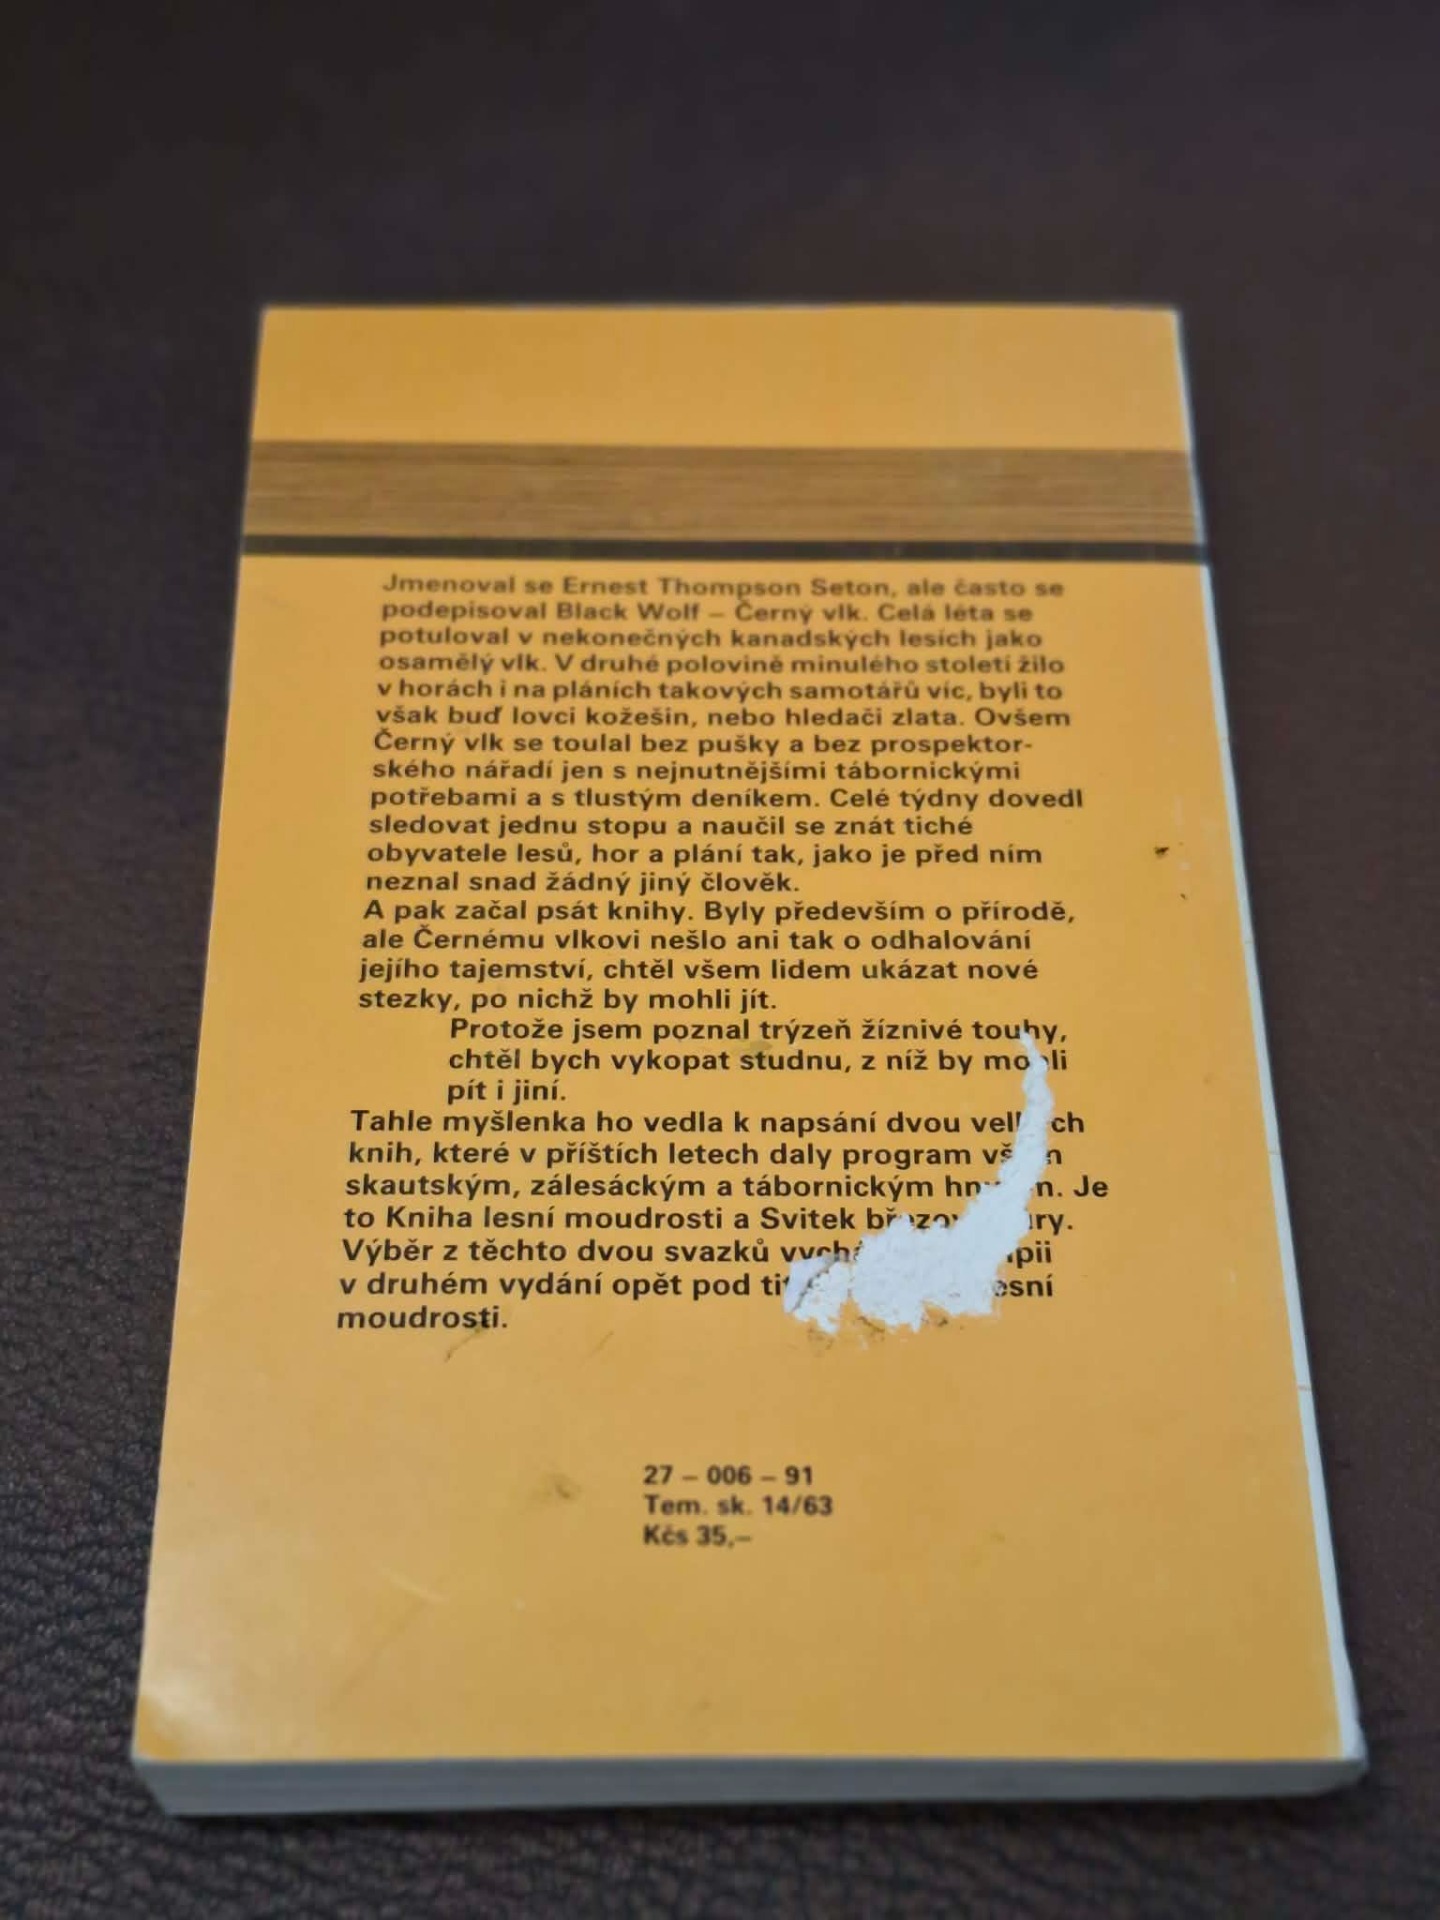 Jmenoval se Ernest Thompson Seton, ale často se
podepisoval Black Wolf – Černý vlk. Celá léta se
potuloval v nekonečných kanadských lesích jako
osamělý vlk. V druhé polovině minulého století žilo
v horách i na pláních takových samotářů víc, byli to
však buď lovci kožešin, nebo hledači zlata. Ovšem
Černý vlk se toulal bez pušky a bez prospektor-
ského nářadí jen s nejnutnějšími tábornickými
potřebami a s tlustým deníkem. Celé týdny dovedl
sledovat jednu stopu a naučil se znát tiché
obyvatele lesů, hor a plání tak, jako je před ním
neznal snad žádný jiný člověk.
A pak začal psát knihy. Byly především o přírodě,
ale Černému vlkovi nešlo ani tak o odhalování
jejího tajemství, chtěl všem lidem ukázat nové
stezky, po nichž by mohli jít.
Protože jsem poznal trýzeň žíznivé touhy,
chtěl bych vykopat studnu, z níž by mohli
pít i jiní.
Tahle myšlenka ho vedla k napsání dvou
knih, které v příštích letech daly program
skautským, zálesáckým a tábornickým Je
to Kniha lesní moudrosti a Svitek
Výběr z těchto dvou svazků
v druhém vydání opět pod
moudrosti.
27 – 006 – 91
Tem. sk. 14/63
Kčs 35,–